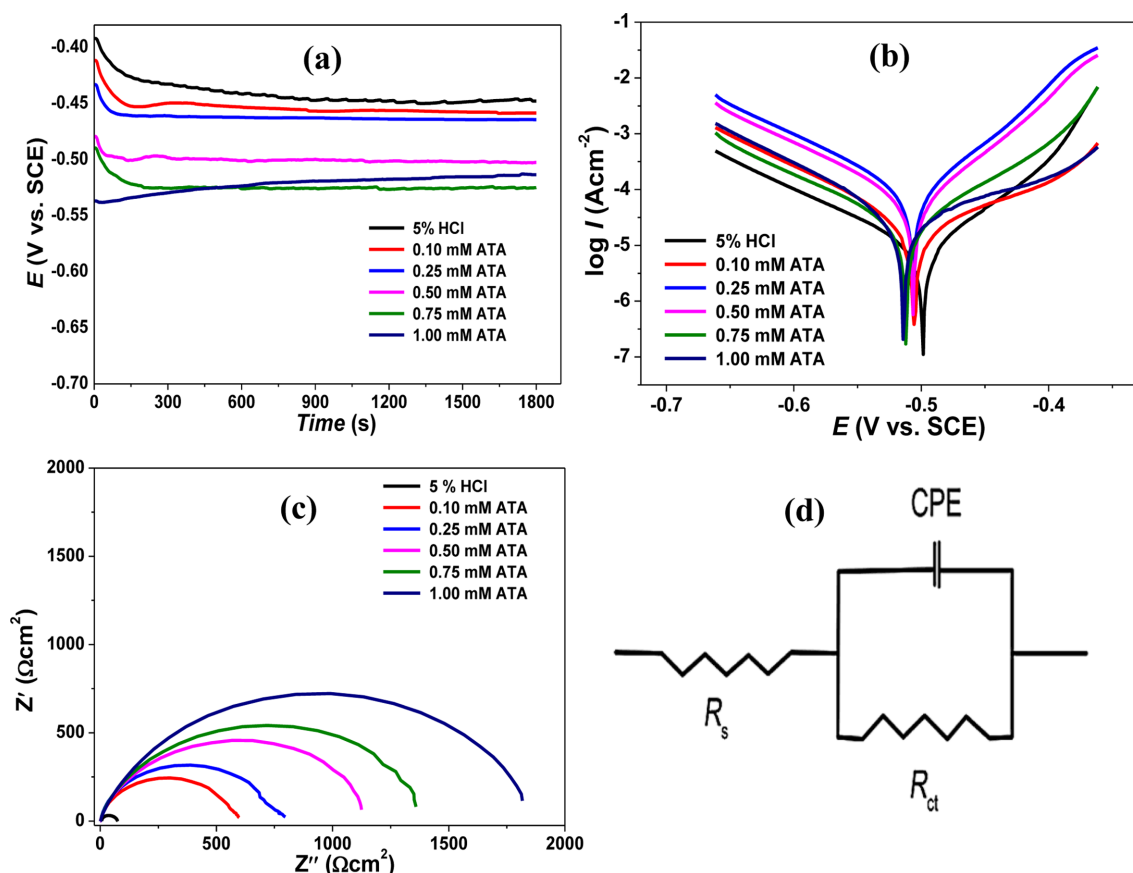 (a)
E (V vs. SCE)
-0.40
-0.45
-0.50
-0.55
-0.60
-0.65
-0.70
5% HCl
0.10 mM ATA
0.25 mM ATA
0.50 mM ATA
0.75 mM ATA
1.00 mM ATA
0 300 600 900 1200 1500 1800
Time (s)
(b)
log I (Acm-2)
-1
-2
-3
-4
-5
-6
-7
5% HCl
0.10 mM ATA
0.25 mM ATA
0.50 mM ATA
0.75 mM ATA
1.00 mM ATA
-0.7 -0.6 -0.5 -0.4
E (V vs. SCE)
(c)
Z′ (Ωcm2)
2000
1500
1000
500
0
5 % HCl
0.10 mM ATA
0.25 mM ATA
0.50 mM ATA
0.75 mM ATA
1.00 mM ATA
0 500 1000 1500 2000
Z″ (Ωcm2)
(d)
CPE
Rs
Rct